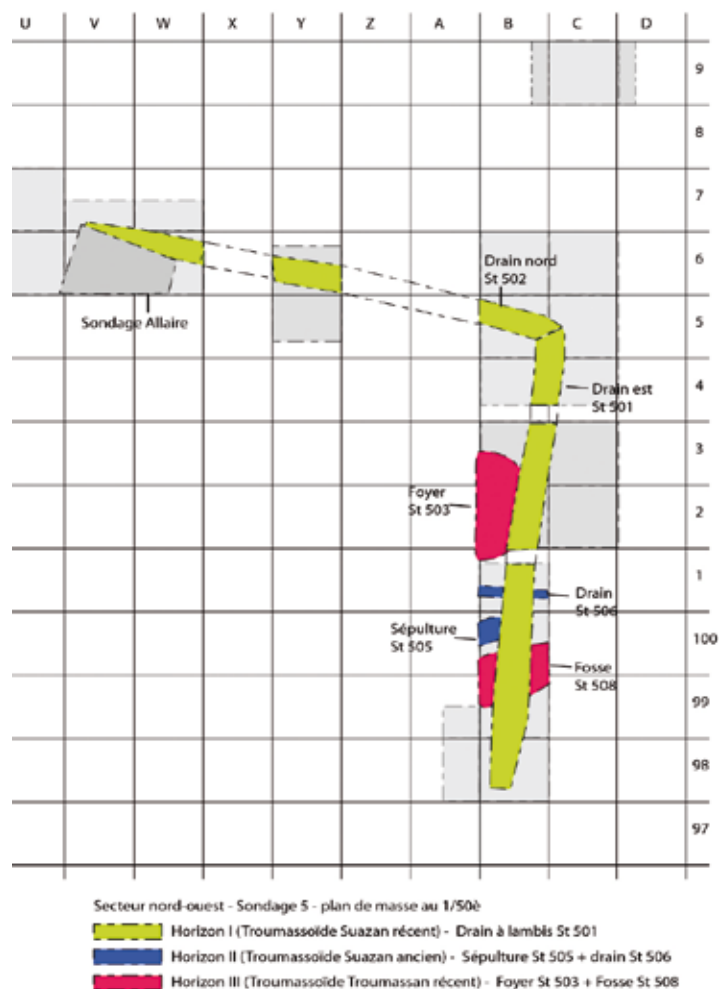 U V W X Y Z A B C D
9
8
7
6
Drain nord
St 502
Sondage Allaire
5
4
Drain est
St 501
3
Foyer
St 503
2
1
Drain
St 506
Sépulture
St 505
100
Fosse
St 508
99
98
97
Secteur nord-ouest - Sondage 5 - plan de masse au 1/50è
Horizon I (Troumassoïde Suazan récent) - Drain à lambis St 501
Horizon II (Troumassoïde Suazan ancien) - Sépulture St 505 + drain St 506
Horizon III (Troumassoïde Troumassan récent) - Foyer St 503 + Fosse St 508